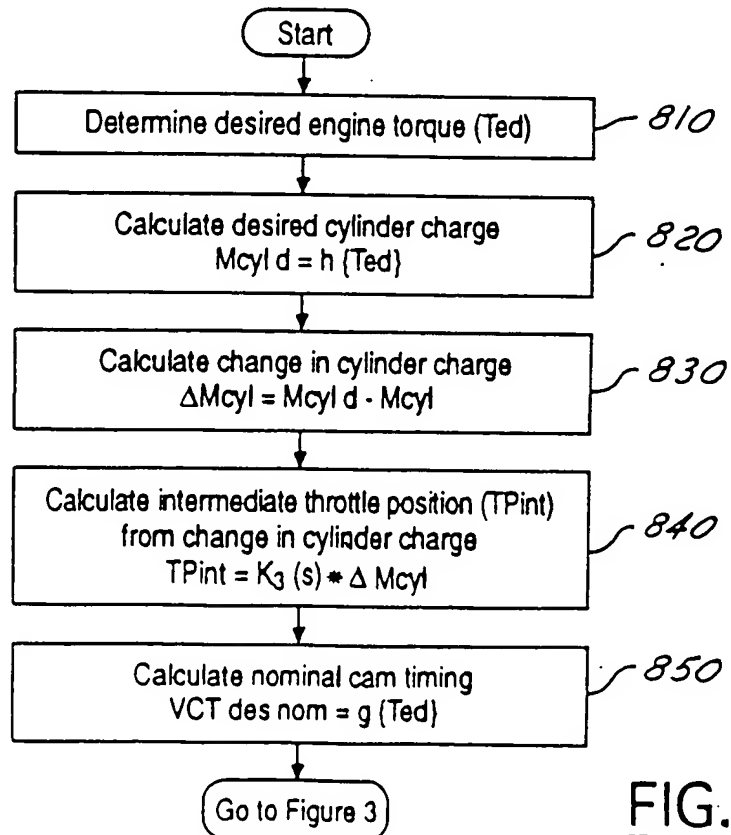 Start
Determine desired engine torque (Ted)
810
Calculate desired cylinder charge
Mcyl d = h {Ted}
820
Calculate change in cylinder charge
ΔMcyl = Mcyl d - Mcyl
830
Calculate intermediate throttle position (TPint)
from change in cylinder charge
TPint = K₃ (s) * Δ Mcyl
840
Calculate nominal cam timing
VCT des nom = g {Ted}
850
Go to Figure 3
FIG.